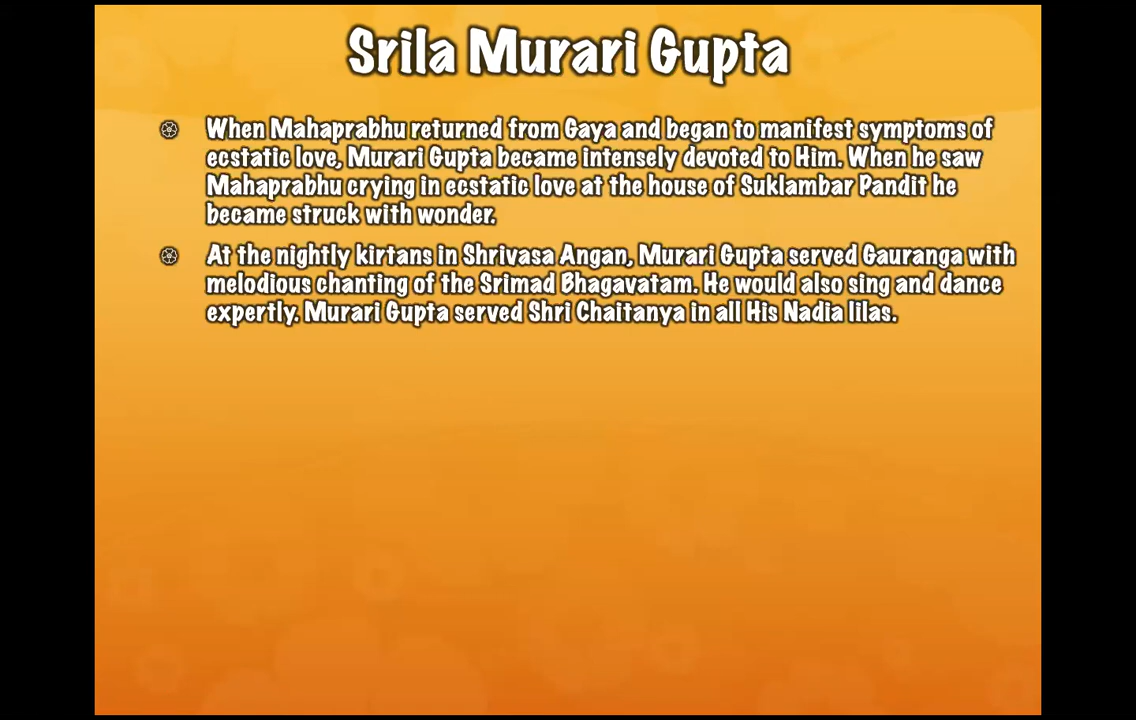 Srila Murari Gupta
When Mahaprabhu returned from Gaya and began to manifest symptoms of
ecstatic love, Murari Gupta became intensely devoted to Him. When he saw
Mahaprabhu crying in ecstatic love at the house of Suklambar Pandit he
became struck with wonder.
At the nightly kirtans in Shrivasa Angan, Murari Gupta served Gauranga with
melodious chanting of the Srimad Bhagavatam. He would also sing and dance
expertly. Murari Gupta served Shri Chaitanya in all His Nadia lilas.